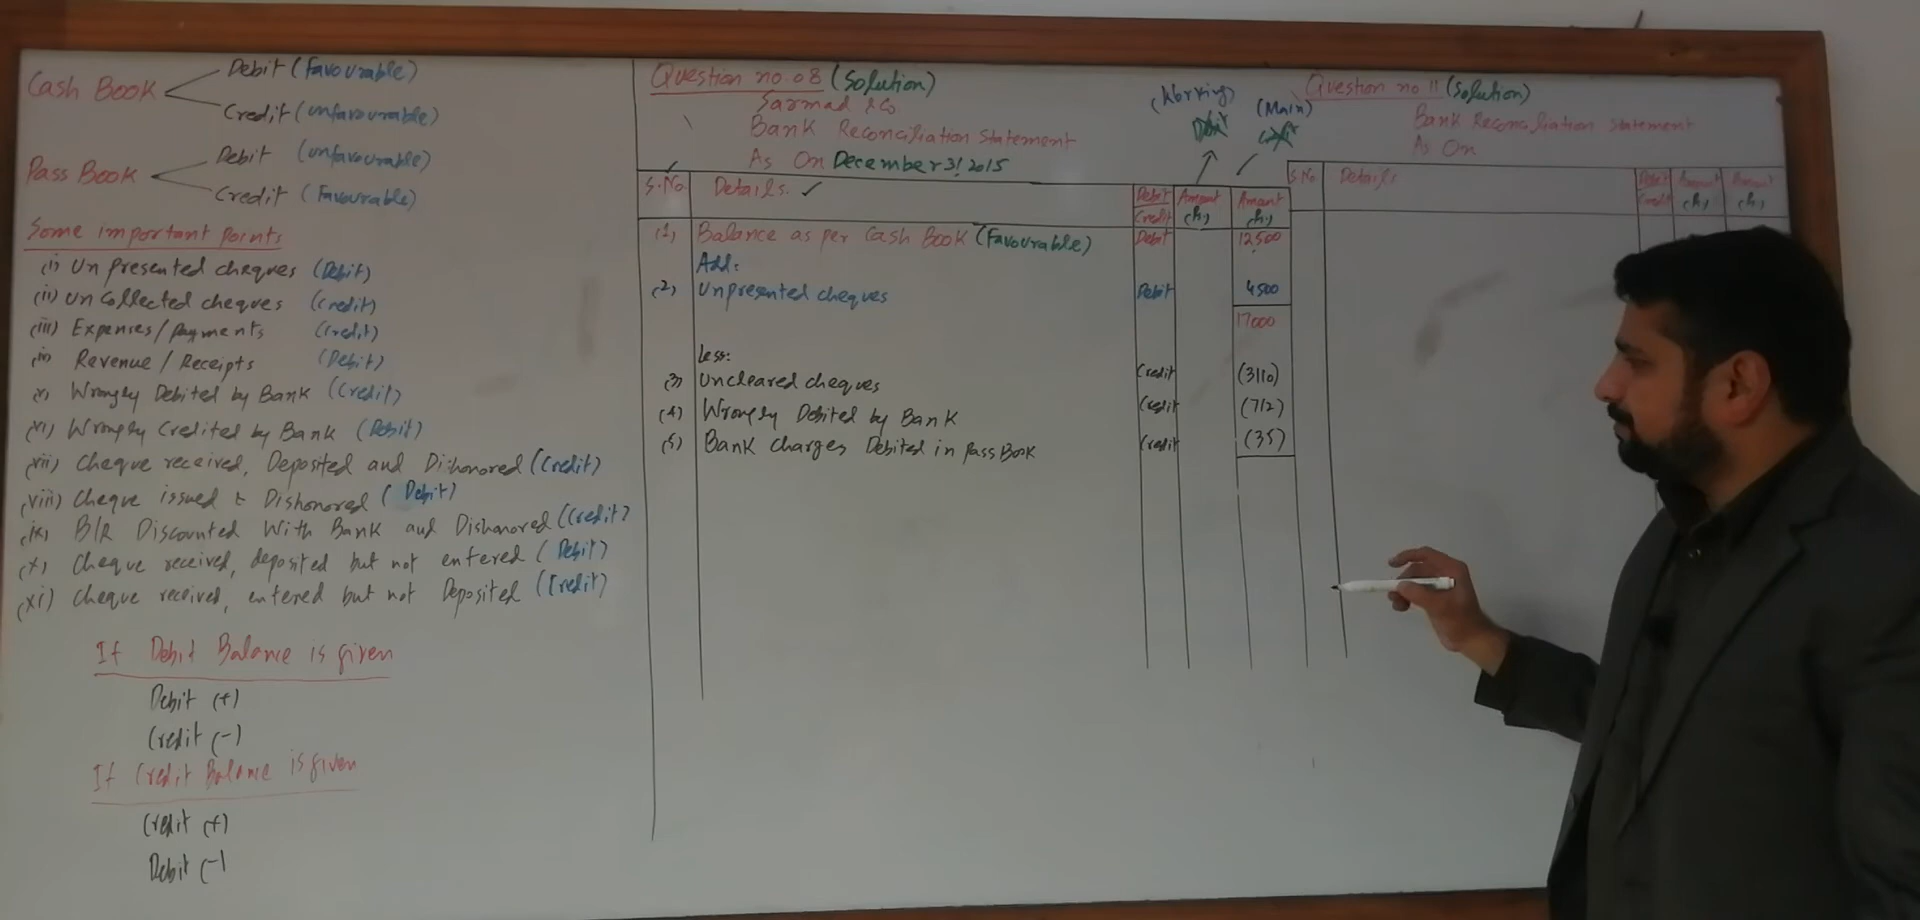 Cash Book
Debit (Favourable)
Credit (unfavourable)
Pass Book
Debit (unfavourable)
Credit (Favourable)
Some important points
(i) Un presented cheques (Debit)
(ii) Un Collected cheques (Credit)
(iii) Expenses/Payments (Credit)
(iv) Revenue / Receipts (Debit)
(v) Wrongly Debited by Bank (Credit)
(vi) Wrongly Credited by Bank (Debit)
(vii) Cheque received, Deposited and Dishonored (Credit)
(viii) Cheque issued & Dishonored (Debit)
(ix) B/R Discounted With Bank and Dishonored (Credit)
(x) Cheque received, deposited but not entered (Debit)
(xi) Cheque received, entered but not Deposited (Credit)
If Debit Balance is given
Debit (+)
Credit (-)
If Credit Balance is given
Credit (+)
Debit (-)
Question no. 08 (Solution)
Sarmad & Co
Bank Reconciliation Statement
As On December 31 2015
(Working)
(Main)
S.No. Details. Debit Credit Amount (Rs) Amount (Rs)
(1) Balance as per Cash Book (Favourable) Debit 12500
Add:
(2) Unpresented cheques Debit 4500
17000
Less:
(3) Uncleared cheques Credit (3110)
(4) Wrongly Debited by Bank Credit (712)
(5) Bank Charges Debited in Pass Book Credit (35)
Question no 11 (Solution)
Bank Reconciliation Statement
As On
S.No Details Debit Credit Amount (Rs) Amount (Rs)